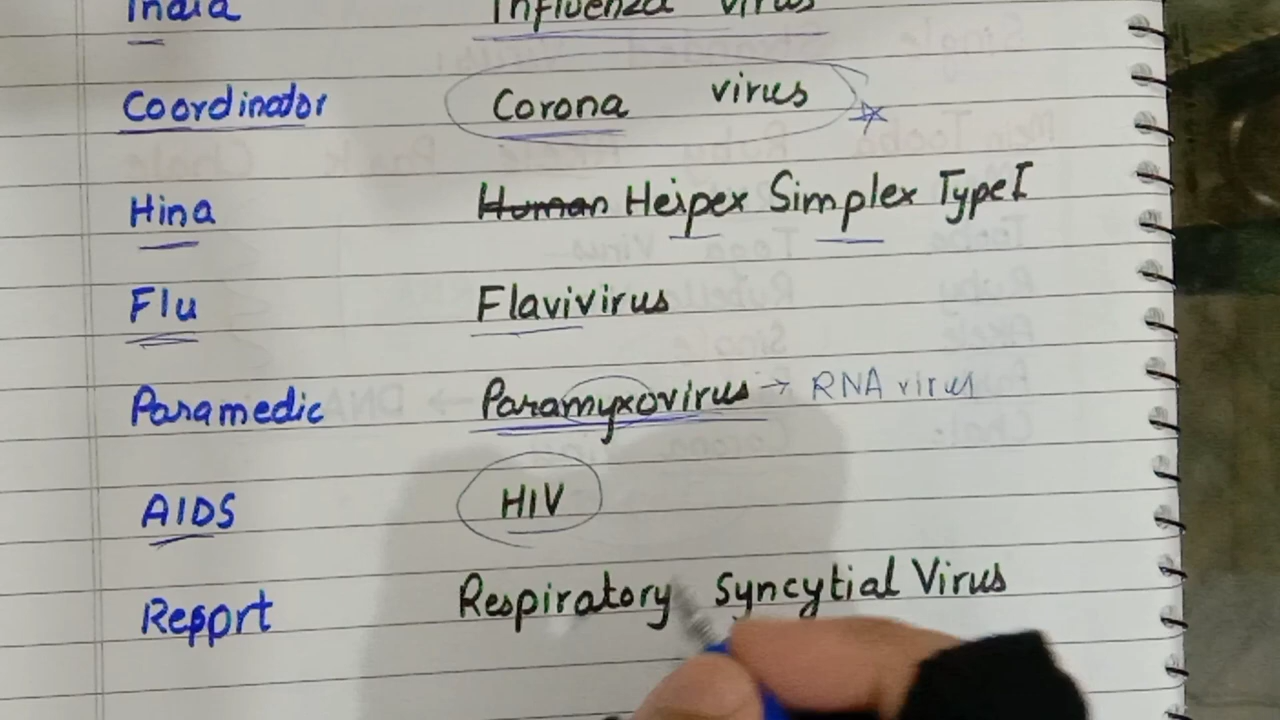 India Influenza virus
Coordinator Corona virus
Hina Human Herpex Simplex Type I
Flu Flavivirus
Paramedic Paramyxovirus → RNA virus
AIDS HIV
Report Respiratory Syncytial Virus